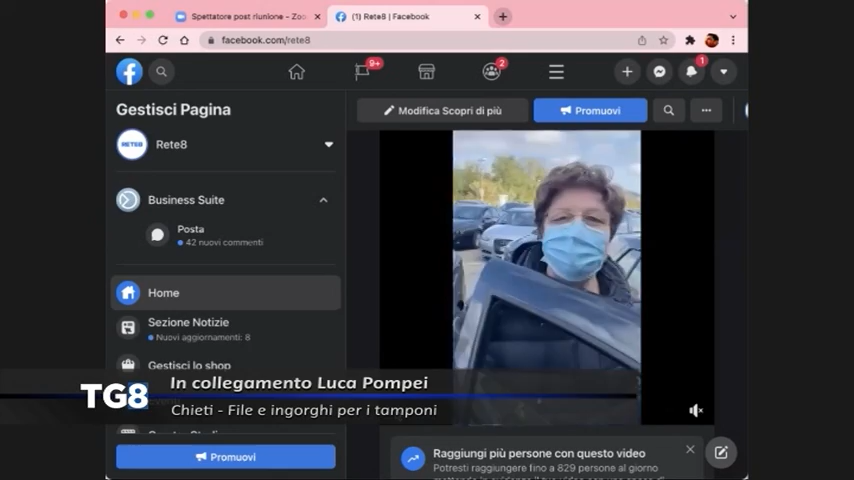 Spettatore post riunione - Zoo
(1) Rete8 | Facebook
facebook.com/rete8
9+
2
1
Gestisci Pagina
Modifica Scopri di più
Promuovi
RETE8
Rete8
Business Suite
Posta
42 nuovi commenti
Home
Sezione Notizie
Nuovi aggiornamenti: 8
Gestisci lo shop
In collegamento Luca Pompei
TG8
Chieti - File e ingorghi per i tamponi
Promuovi
Raggiungi più persone con questo video
Potresti raggiungere fino a 829 persone al giorno